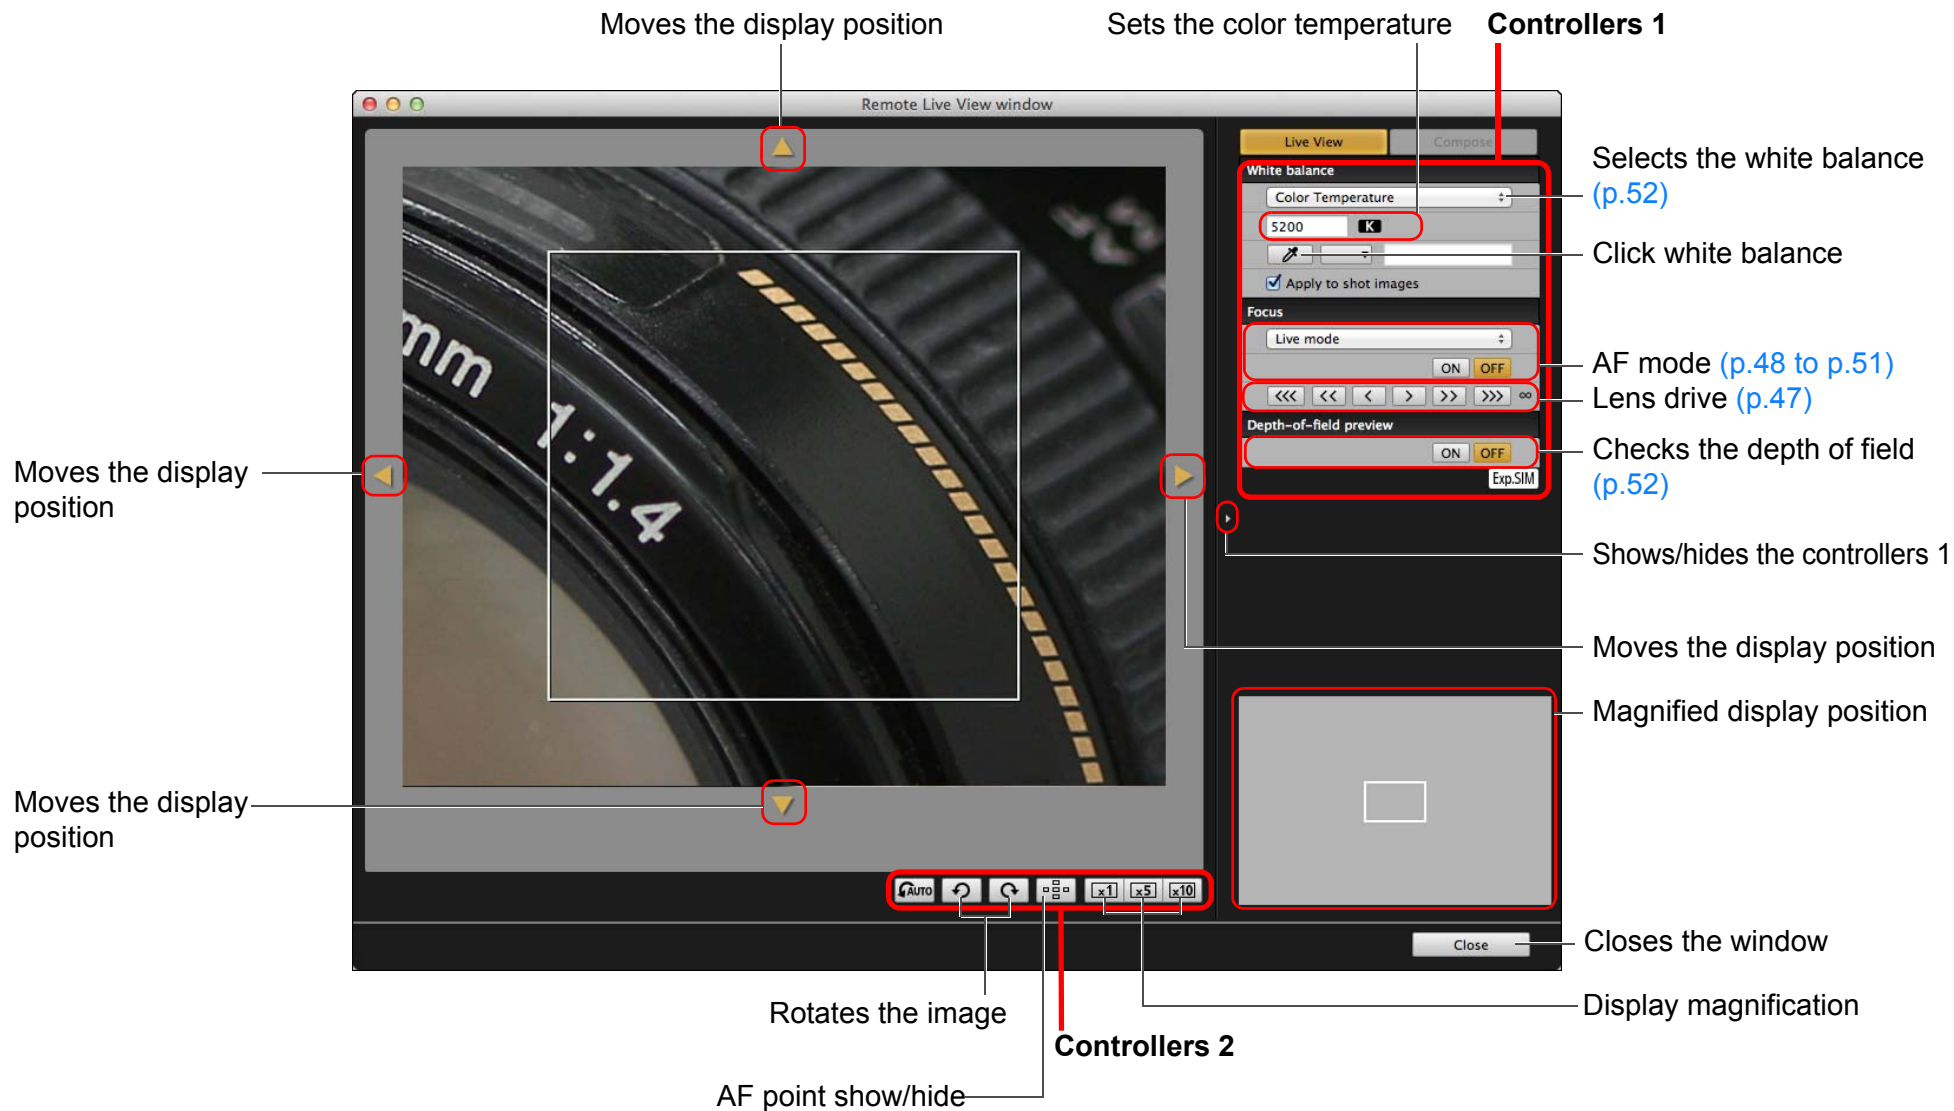 Moves the display position
Sets the color temperature
Controllers 1
Remote Live View window
Live View
Compose
White balance
Color Temperature
5200 K
Apply to shot images
Focus
Live mode
ON OFF
<<< << < > >> >>> ∞
Depth-of-field preview
ON OFF
Exp.SIM
Selects the white balance
(p.52)
Click white balance
AF mode (p.48 to p.51)
Lens drive (p.47)
Checks the depth of field
(p.52)
Shows/hides the controllers 1
Moves the display position
Magnified display position
Moves the display
position
Moves the display
position
mm 1:1.4
AUTO
x1 x5 x10
Close
Closes the window
Rotates the image
Display magnification
Controllers 2
AF point show/hide